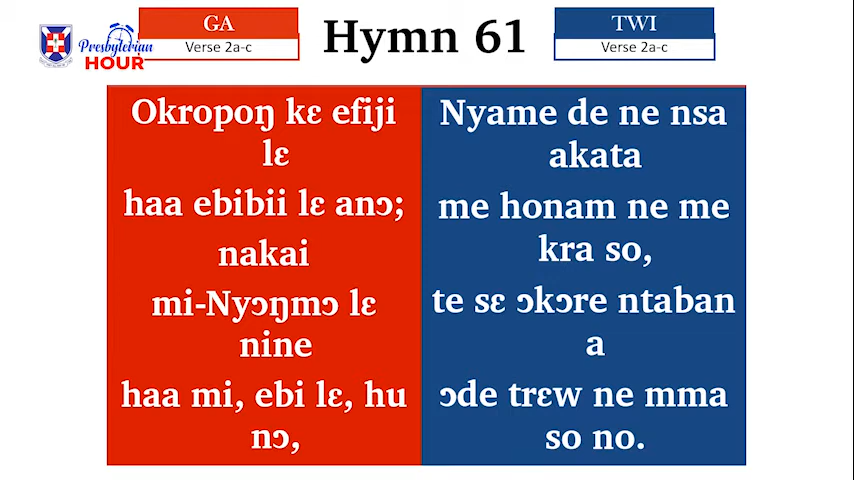 Presbyterian
HOUR
GA
Verse 2a-c
Hymn 61
TWI
Verse 2a-c
Okropoŋ kɛ efiji
lɛ
haa ebibii lɛ anɔ;
nakai
mi-Nyɔŋmɔ lɛ
nine
haa mi, ebi lɛ, hu
nɔ,
Nyame de ne nsa
akata
me honam ne me
kra so,
te sɛ ɔkɔre ntaban
a
ɔde trɛw ne mma
so no.